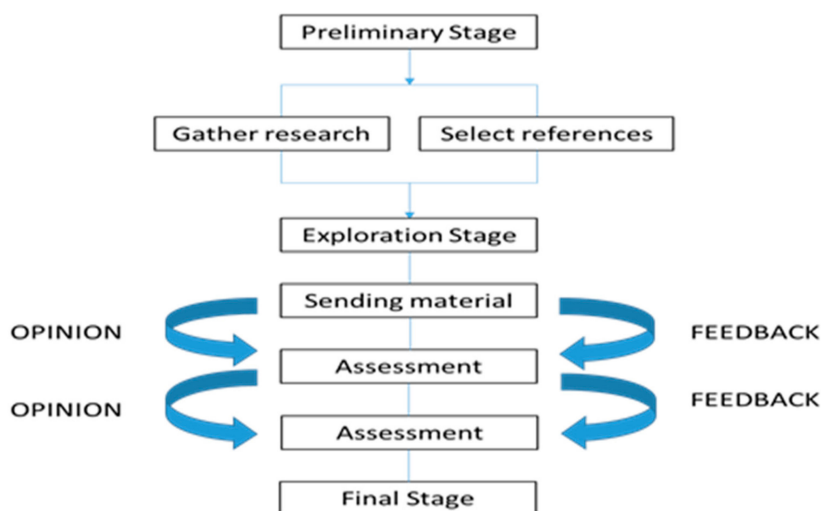 Preliminary Stage
Gather research
Select references
Exploration Stage
Sending material
OPINION
FEEDBACK
Assessment
OPINION
FEEDBACK
Assessment
Final Stage